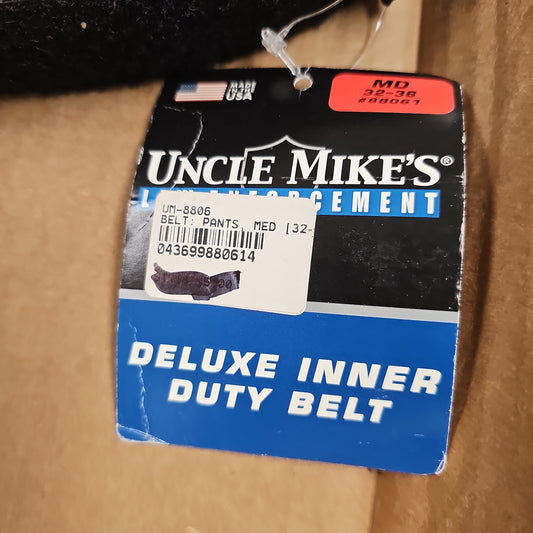 MADE
IN THE
USA
MD
32-36
#88061
UNCLE MIKE'S®
ENFORCEMENT
UM-8806
BELT: PANTS, MED [32-
043699880614
DELUXE INNER
DUTY BELT